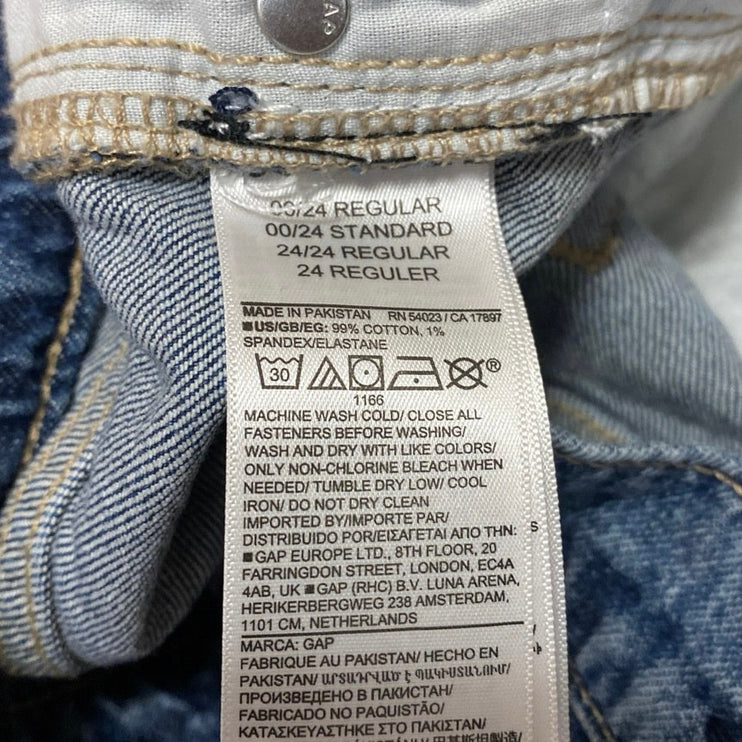 GAP
00/24 REGULAR
00/24 STANDARD
24/24 REGULAR
24 REGULER
MADE IN PAKISTAN RN 54023 / CA 17897
■US/GB/EG: 99% COTTON, 1%
SPANDEX/ELASTANE
30 ®
1166
MACHINE WASH COLD/ CLOSE ALL
FASTENERS BEFORE WASHING/
WASH AND DRY WITH LIKE COLORS/
ONLY NON-CHLORINE BLEACH WHEN
NEEDED/ TUMBLE DRY LOW/ COOL
IRON/ DO NOT DRY CLEAN
IMPORTED BY/IMPORTE PAR/
DISTRIBUIDO POR/ΕΙΣΑΓΕΤΑΙ ΑΠΟ ΤΗΝ:
■GAP EUROPE LTD., 8TH FLOOR, 20
FARRINGDON STREET, LONDON, EC4A
4AB, UK ■GAP (RHC) B.V. LUNA ARENA,
HERIKERBERGWEG 238 AMSTERDAM,
1101 CM, NETHERLANDS
MARCA: GAP
FABRIQUE AU PAKISTAN/ HECHO EN
PAKISTAN/ ԱՐՏԱԴՐՎԱԾ Է ՊԱԿԻՍՏԱՆՈՒՄ/
ПРОИЗВЕДЕНО В ПАКИСТАН/
FABRICADO NO PAQUISTÃO/
ΚΑΤΑΣΚΕΥΑΣΤΗΚΕ ΣΤΟ ΠΑΚΙΣΤΑΝ/